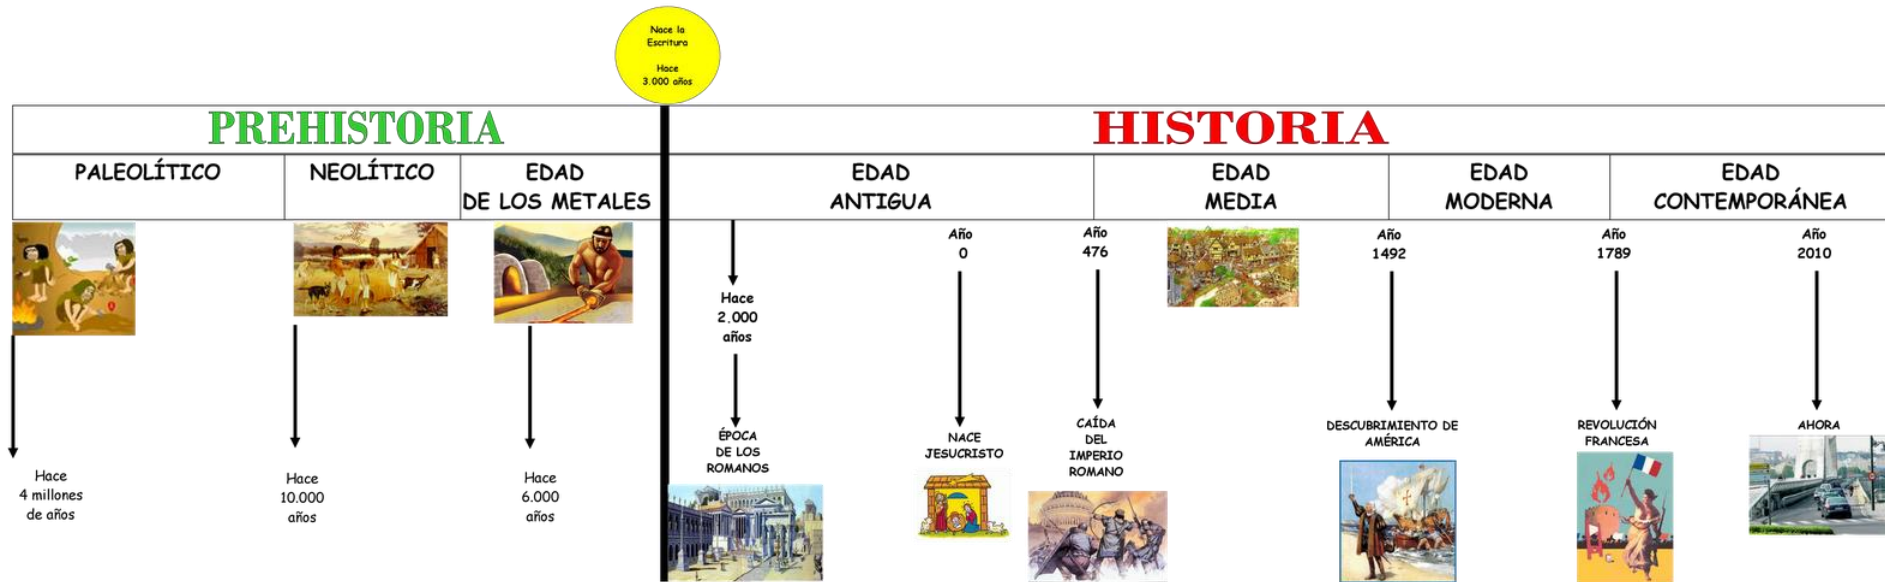 Nace la
Escritura
Hace
3.000 años
PREHISTORIA
HISTORIA
PALEOLÍTICO
NEOLÍTICO
EDAD
DE LOS METALES
EDAD
ANTIGUA
EDAD
MEDIA
EDAD
MODERNA
EDAD
CONTEMPORÁNEA
Hace
4 millones
de años
Hace
10.000
años
Hace
6.000
años
Hace
2.000
años
ÉPOCA
DE LOS
ROMANOS
Año
0
NACE
JESUCRISTO
Año
476
CAÍDA
DEL
IMPERIO
ROMANO
Año
1492
DESCUBRIMIENTO DE
AMÉRICA
Año
1789
REVOLUCIÓN
FRANCESA
Año
2010
AHORA